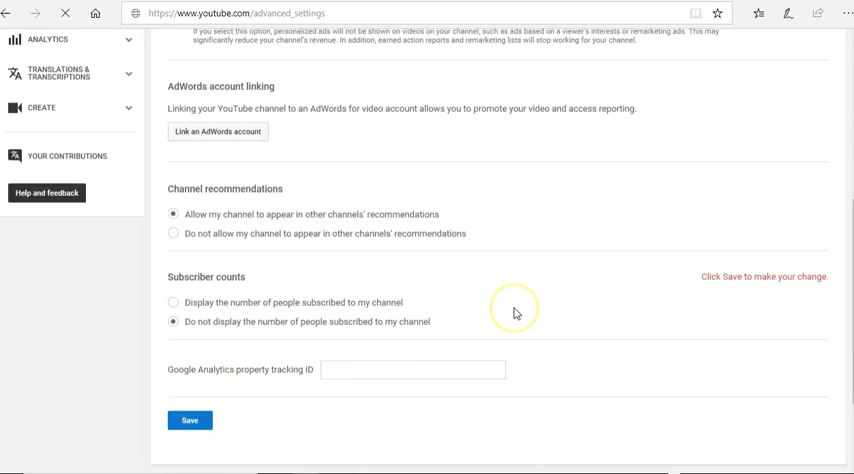 https://www.youtube.com/advanced_settings
ANALYTICS
TRANSLATIONS &
TRANSCRIPTIONS
CREATE
YOUR CONTRIBUTIONS
Help and feedback
If you select this option, personalized ads will not be shown on videos on your channel, such as ads based on a viewer's interests or remarketing ads. This may
significantly reduce your channel's revenue. In addition, earned action reports and remarketing lists will stop working for your channel.
AdWords account linking
Linking your YouTube channel to an AdWords for video account allows you to promote your video and access reporting.
Link an AdWords account
Channel recommendations
Allow my channel to appear in other channels' recommendations
Do not allow my channel to appear in other channels' recommendations
Subscriber counts
Click Save to make your change.
Display the number of people subscribed to my channel
Do not display the number of people subscribed to my channel
Google Analytics property tracking ID
Save